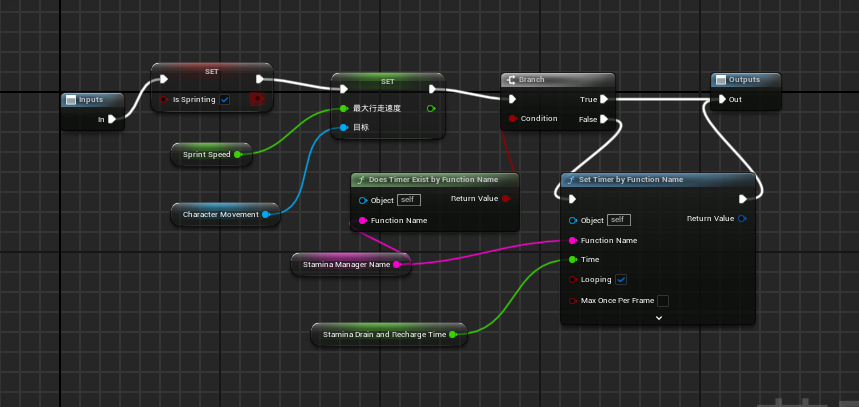 Inputs
In
SET
Is Sprinting
Sprint Speed
Character Movement
SET
最大行走速度
目标
Branch
Condition
True
False
Outputs
Out
Does Timer Exist by Function Name
Object
self
Return Value
Function Name
Stamina Manager Name
Set Timer by Function Name
Object
self
Return Value
Function Name
Time
Looping
Max Once Per Frame
Stamina Drain and Recharge Time